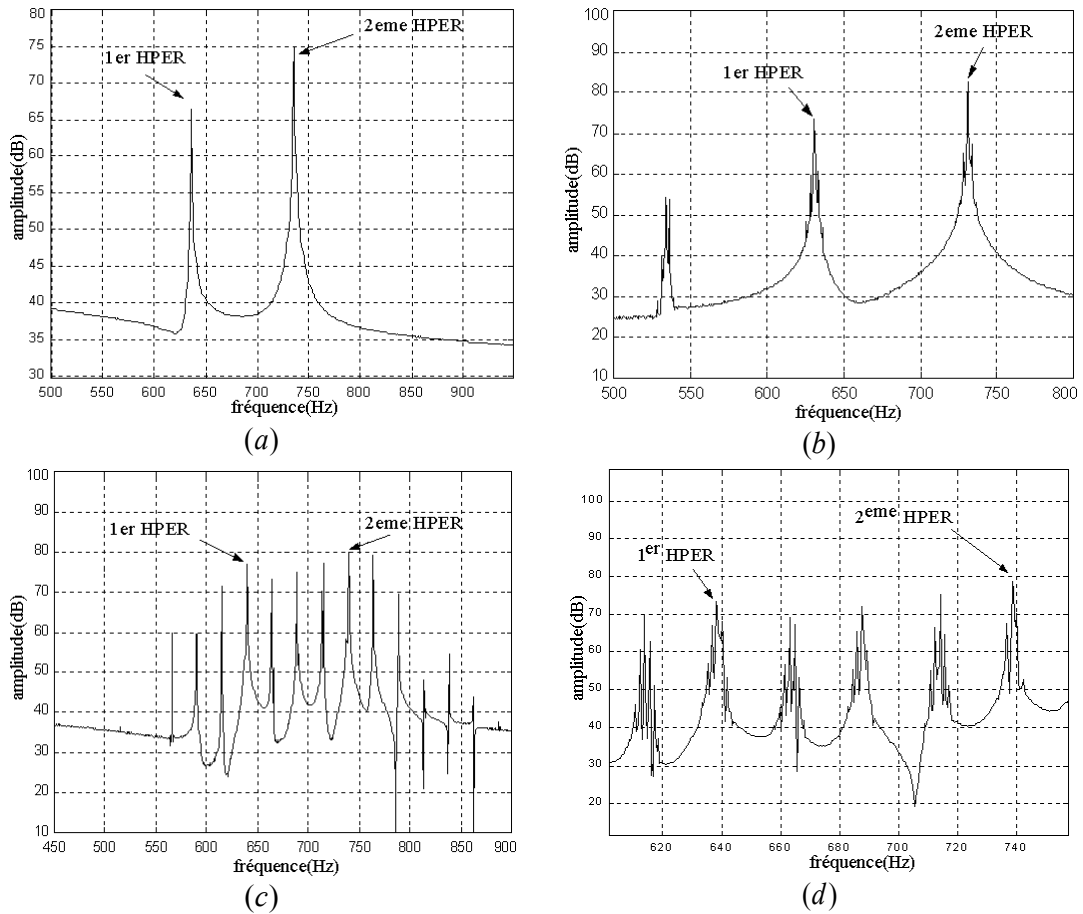 80
75
70
65
60
55
50
45
40
35
30
amplitude(dB)
1er HPER
2eme HPER
500 550 600 650 700 750 800 850 900
fréquence(Hz)
(a)
100
90
80
70
60
50
40
30
20
10
amplitude(dB)
1er HPER
2eme HPER
500 550 600 650 700 750 800
fréquence(Hz)
(b)
100
90
80
70
60
50
40
30
20
10
amplitude(dB)
1er HPER
2eme HPER
450 500 550 600 650 700 750 800 850 900
fréquence(Hz)
(c)
100
90
80
70
60
50
40
30
20
amplitude(dB)
1er HPER
2eme HPER
620 640 660 680 700 720 740
fréquence(Hz)
(d)